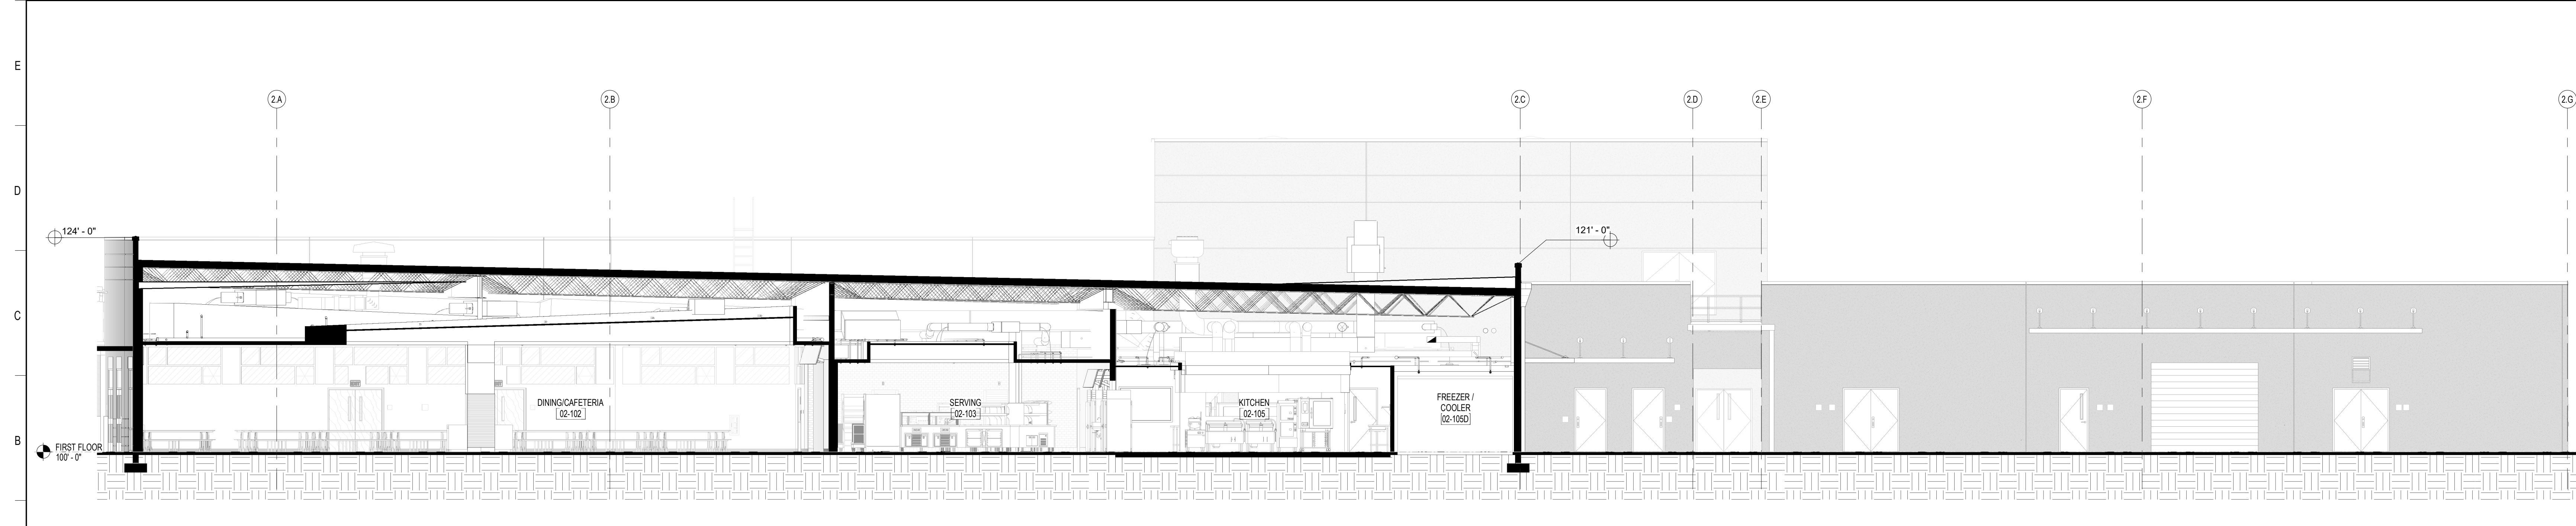 E
2.A
2.B
2.C
2.D
2.E
2.F
2.G
D
124' - 0"
121' - 0"
C
DINING/CAFETERIA
02-102
SERVING
02-103
KITCHEN
02-105
FREEZER /
COOLER
02-105D
B
FIRST FLOOR
100' - 0"